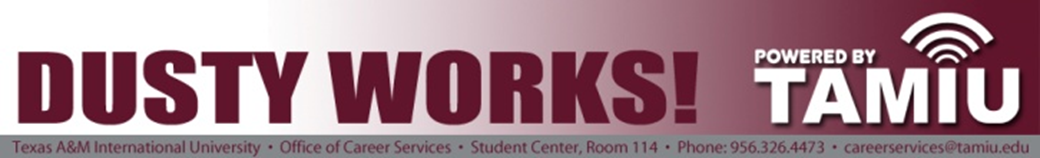 DUSTY WORKS!
POWERED BY
TAMIU
Texas A&M International University • Office of Career Services • Student Center, Room 114 • Phone: 956.326.4473 • careerservices@tamiu.edu